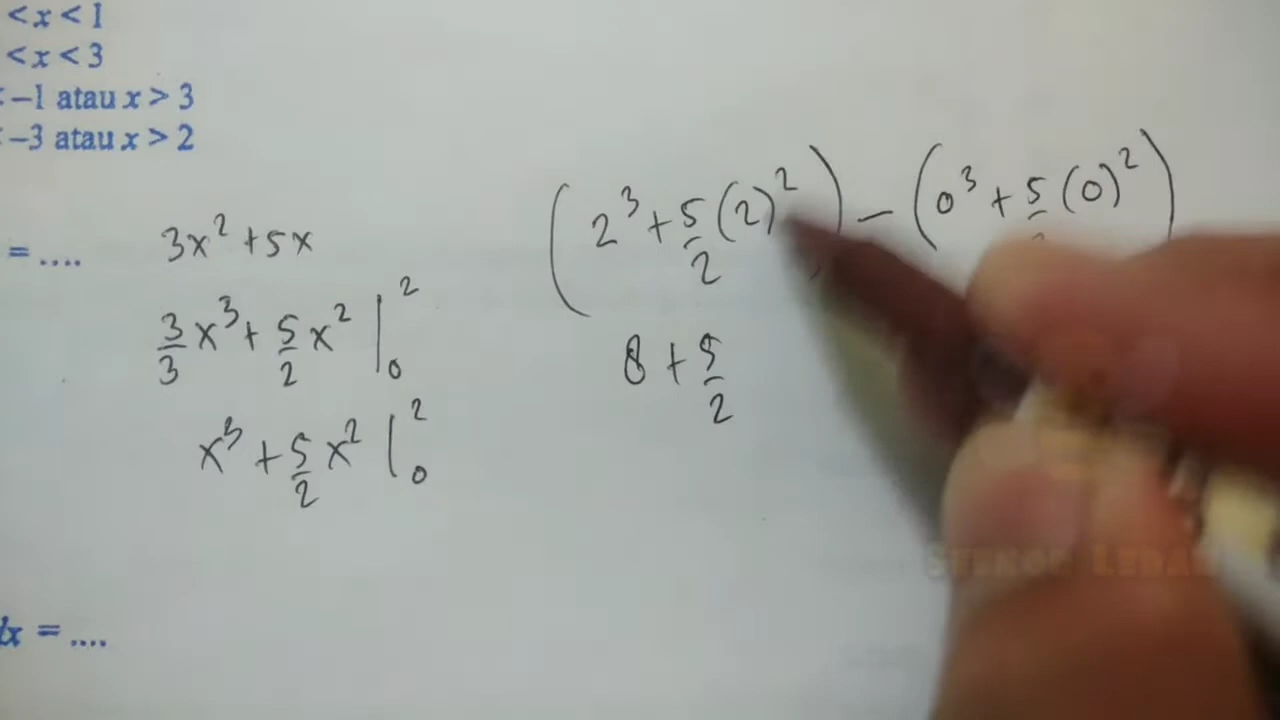 < x < 1
< x < 3
< −1 atau x > 3
< −3 atau x > 2
= .... 3x² + 5x
3/3 x³ + 5/2 x² |₀²
x³ + 5/2 x² |₀²
(2³ + 5/2 (2)²) − (0³ + 5/2 (0)²)
8 + 5/2
dx = ....